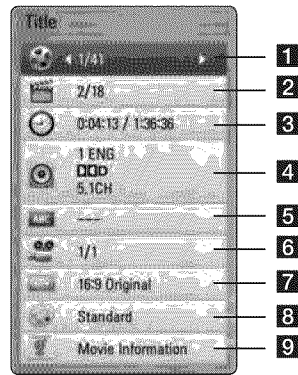 Title
1/41
1
2/18
2
0:04:13 / 1:36:36
3
1 ENG
5.1CH
4
ABC
---
5
1/1
6
16:9 Original
7
Standard
8
Movie Information
9